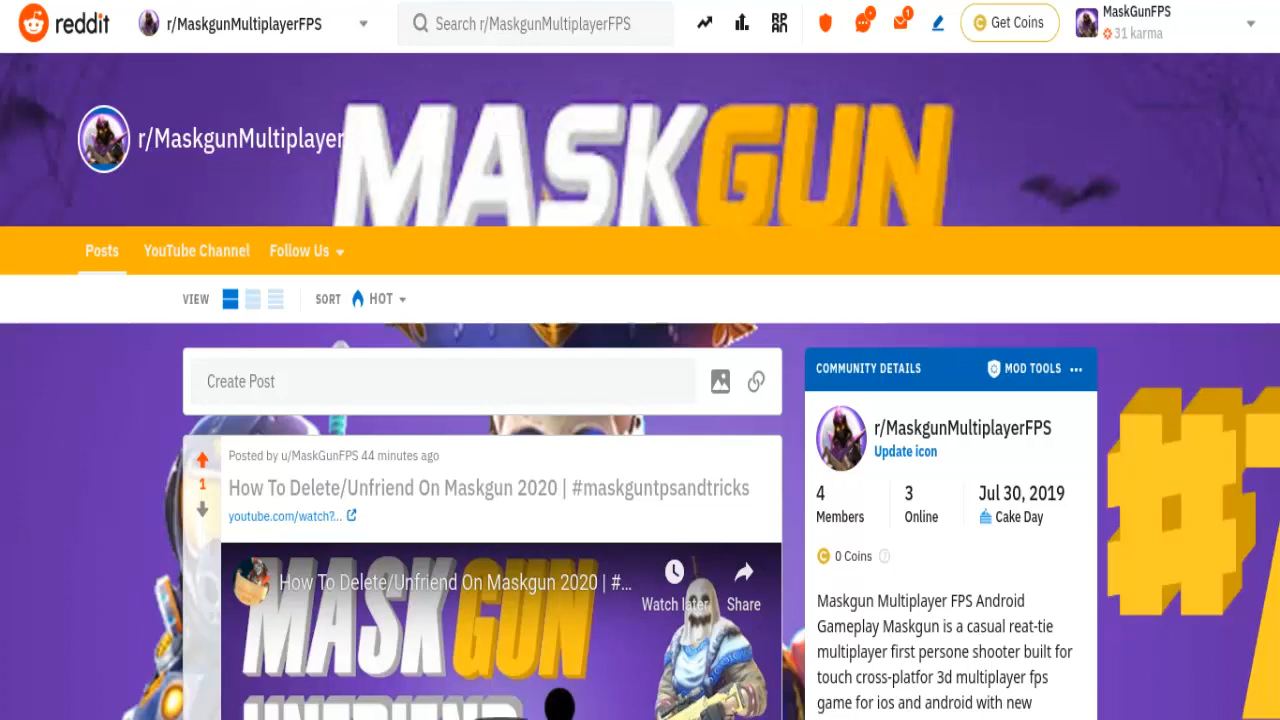 reddit
r/MaskgunMultiplayerFPS
Search r/MaskgunMultiplayerFPS
1
Get Coins
MaskGunFPS
31 karma
r/MaskgunMultiplayer
MASKGUN
Posts
YouTube Channel
Follow Us
VIEW
SORT
HOT
Create Post
COMMUNITY DETAILS
MOD TOOLS
r/MaskgunMultiplayerFPS
Update icon
4
3
Jul 30, 2019
Members
Online
Cake Day
0 Coins
Maskgun Multiplayer FPS Android
Gameplay Maskgun is a casual reat-tie
multiplayer first persone shooter built for
touch cross-platfor 3d multiplayer fps
game for ios and android with new
Posted by u/MaskGunFPS 44 minutes ago
1
How To Delete/Unfriend On Maskgun 2020 | #maskguntpsandtricks
youtube.com/watch?...
How To Delete/Unfriend On Maskgun 2020 | #...
Watch later
Share
MASK GUN
UNFRIEND
#